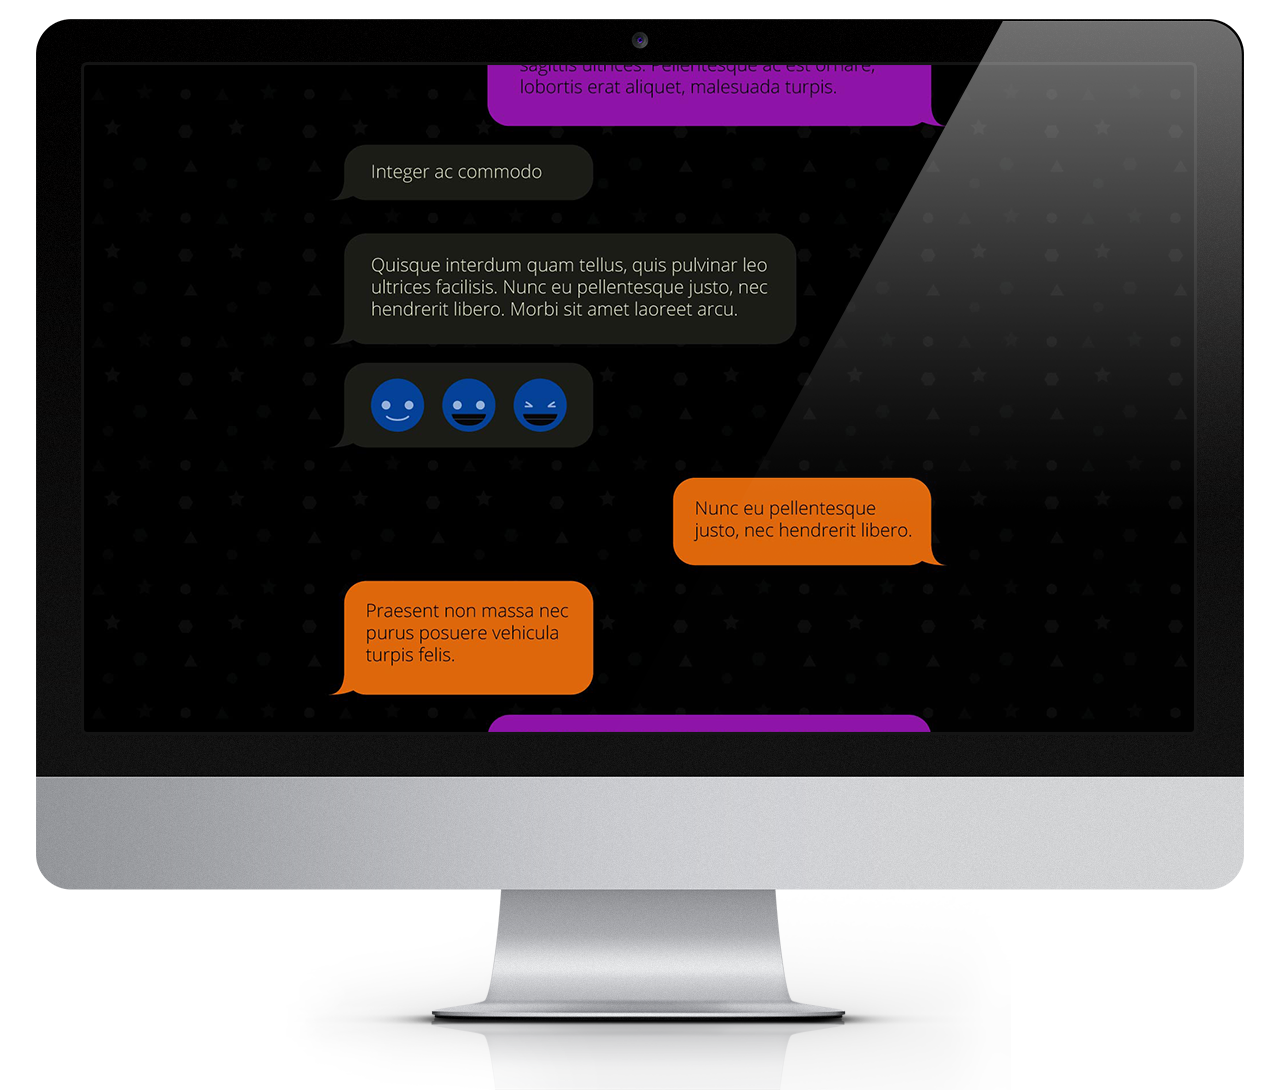 sagittis ultrices. Pellentesque ac est ornare,
lobortis erat aliquet, malesuada turpis.
Integer ac commodo
Quisque interdum quam tellus, quis pulvinar leo
ultrices facilisis. Nunc eu pellentesque justo, nec
hendrerit libero. Morbi sit amet laoreet arcu.
Nunc eu pellentesque
justo, nec hendrerit libero.
Praesent non massa nec
purus posuere vehicula
turpis felis.